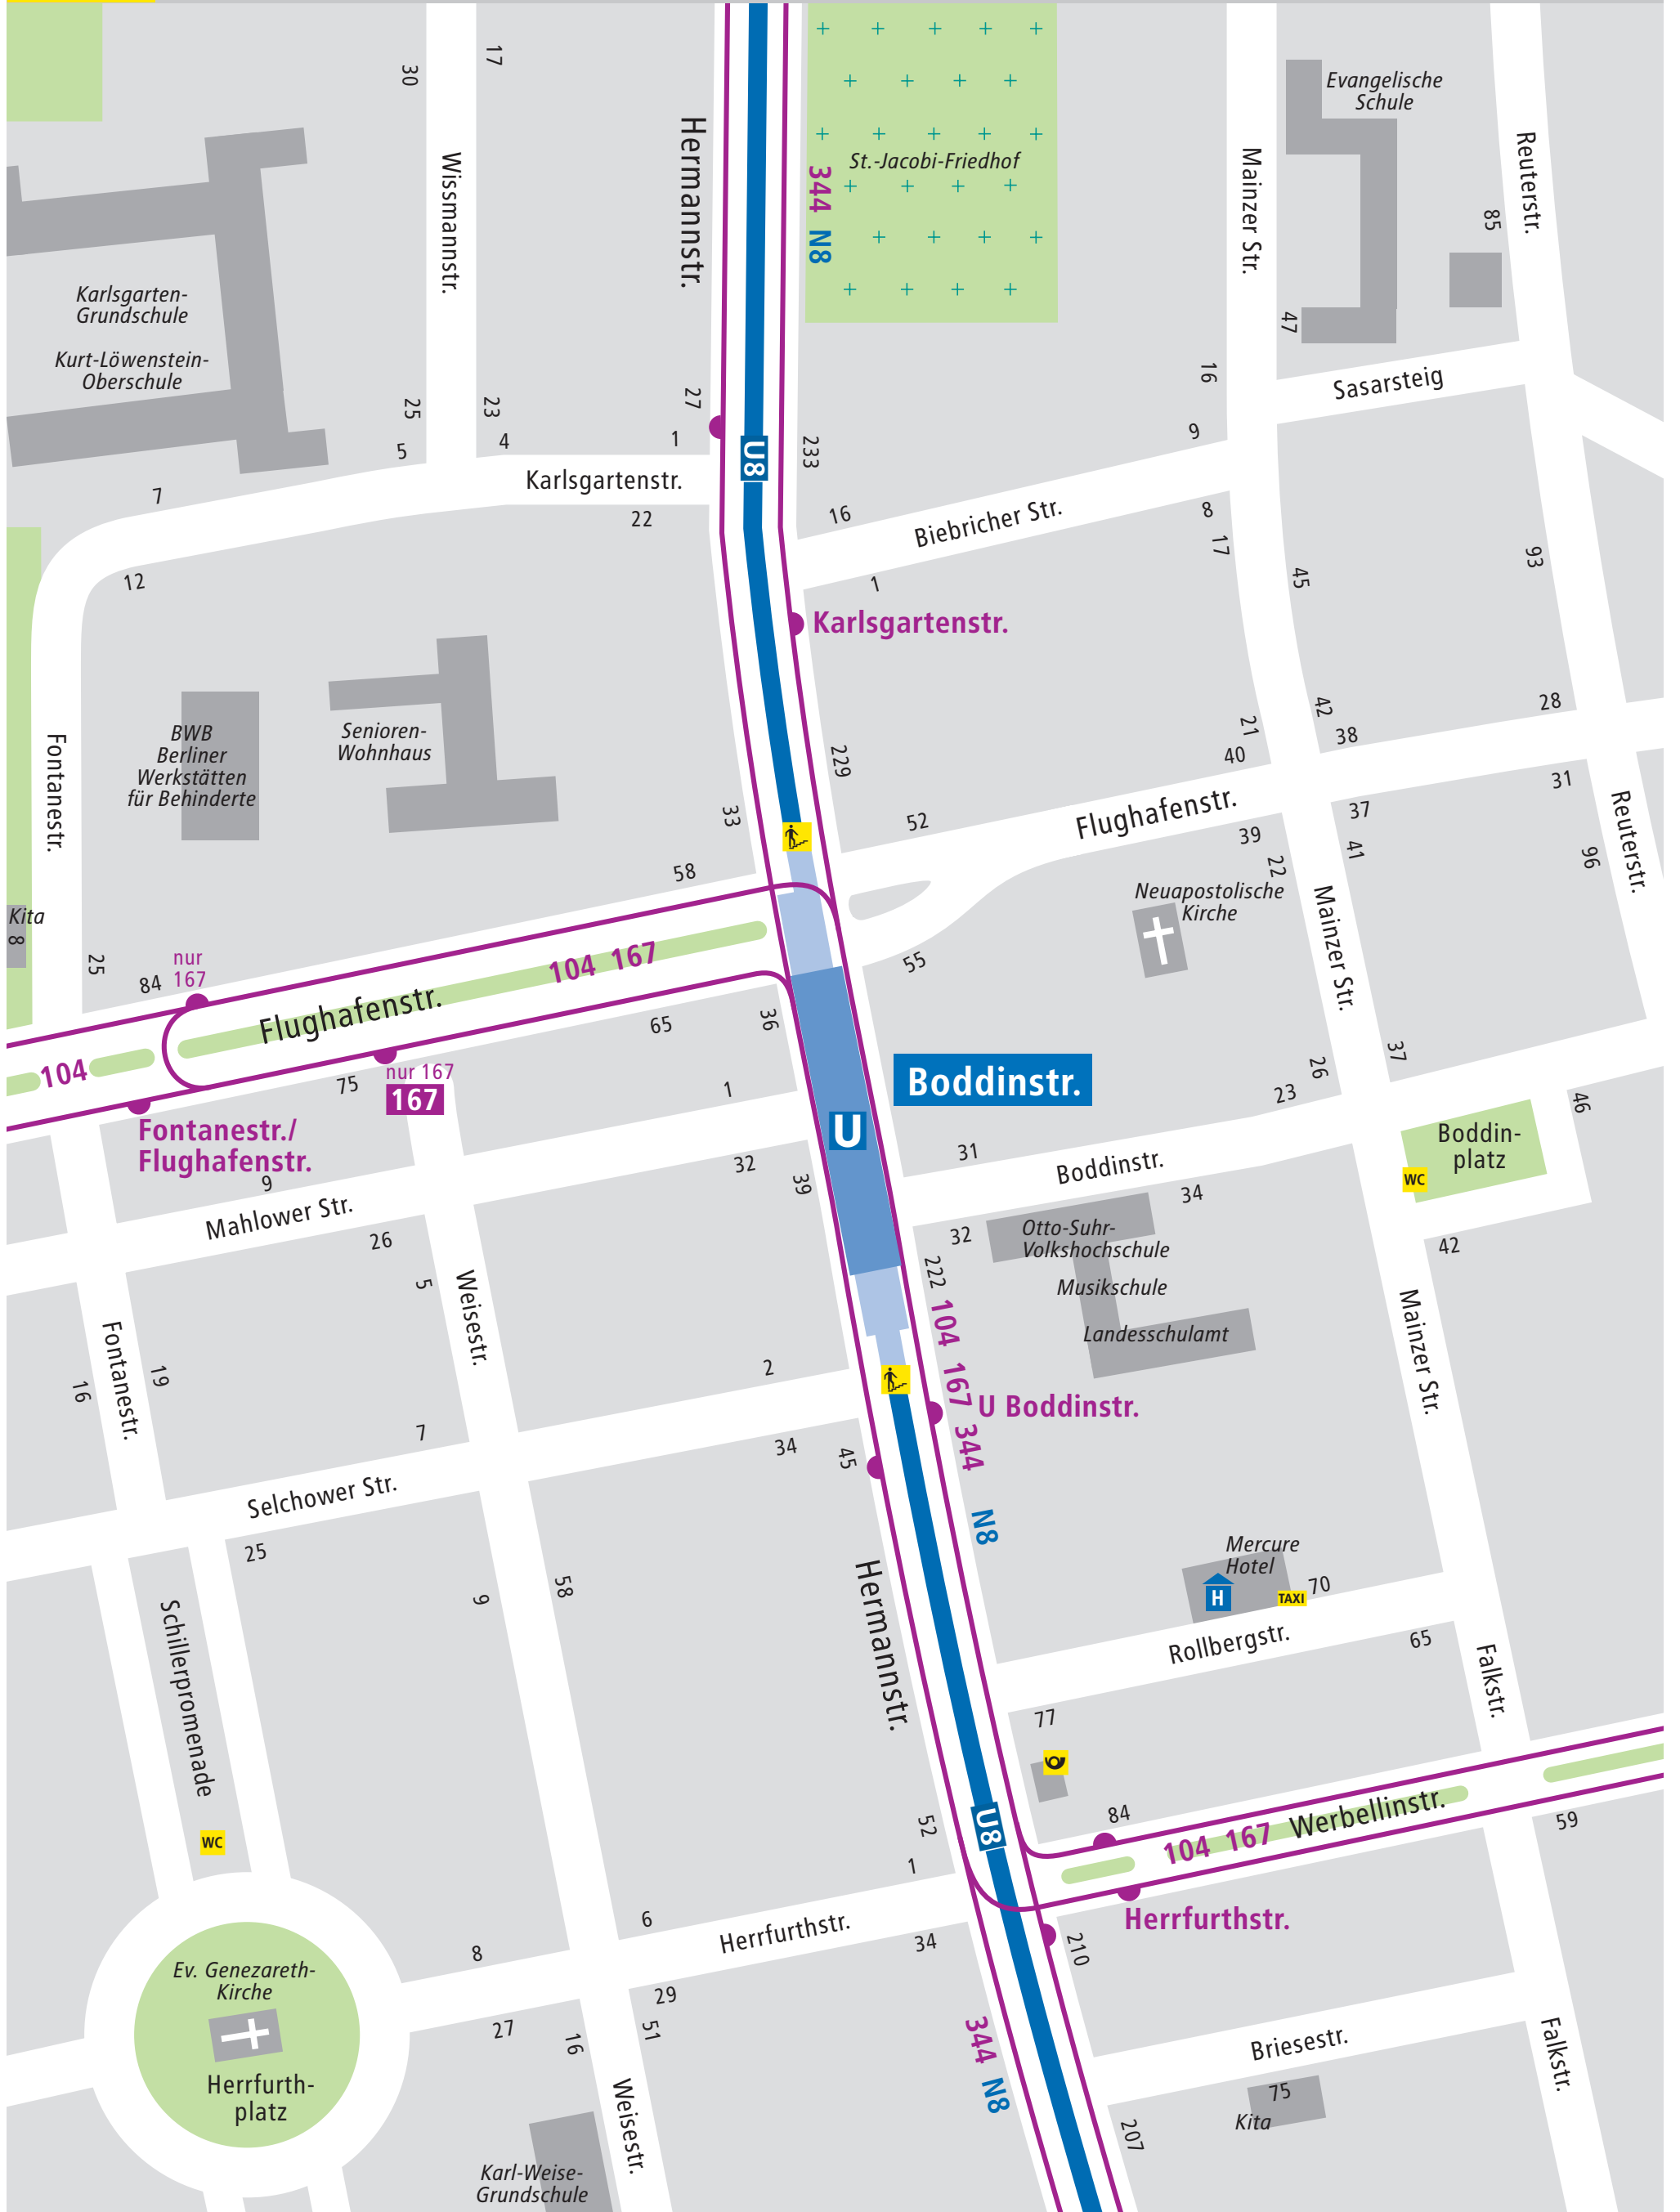 30
17
Wissmannstr.
Hermannstr.
344 N8
St.-Jacobi-Friedhof
Mainzer Str.
Evangelische
Schule
Reuterstr.
85
47
Karlsgarten-
Grundschule
Kurt-Löwenstein-
Oberschule
25
23
27
5
4
1
U8
233
16
9
Sasarsteig
7
Karlsgartenstr.
22
16
Biebricher Str.
8
17
12
1
45
93
Karlsgartenstr.
Fontanestr.
BWB
Berliner
Werkstätten
für Behinderte
Senioren-
Wohnhaus
33
229
21
42
38
28
40
52
Flughafenstr.
37
31
39
41
22
96
Reuterstr.
58
Neuapostolische
Kirche
Mainzer Str.
Kita
8
25
84
nur
167
104 167
Flughafenstr.
55
65
36
104
nur 167
167
75
1
Boddinstr.
U
26
37
23
46
Fontanestr./
Flughafenstr.
9
Mahlower Str.
32
39
31
Boddinstr.
34
Boddin-
platz
WC
26
32
Otto-Suhr-
Volkshochschule
42
5
Weisestr.
222
Musikschule
Landesschulamt
104 167 344
N8
Mainzer Str.
Fontanestr.
16
19
2
U Boddinstr.
7
34
45
Selchower Str.
25
Mercure
Hotel
H
TAXI
70
9
58
Hermannstr.
Schillerpromenade
Rollbergstr.
65
Falkstr.
77
WC
52
U8
84
104 167
Werbellinstr.
59
1
6
Herrfurthstr.
34
Herrfurthstr.
210
8
Ev. Genezareth-
Kirche
29
27
16
51
344 N8
Briesestr.
Falkstr.
Herrfurth-
platz
75
Kita
207
Weisestr.
Karl-Weise-
Grundschule